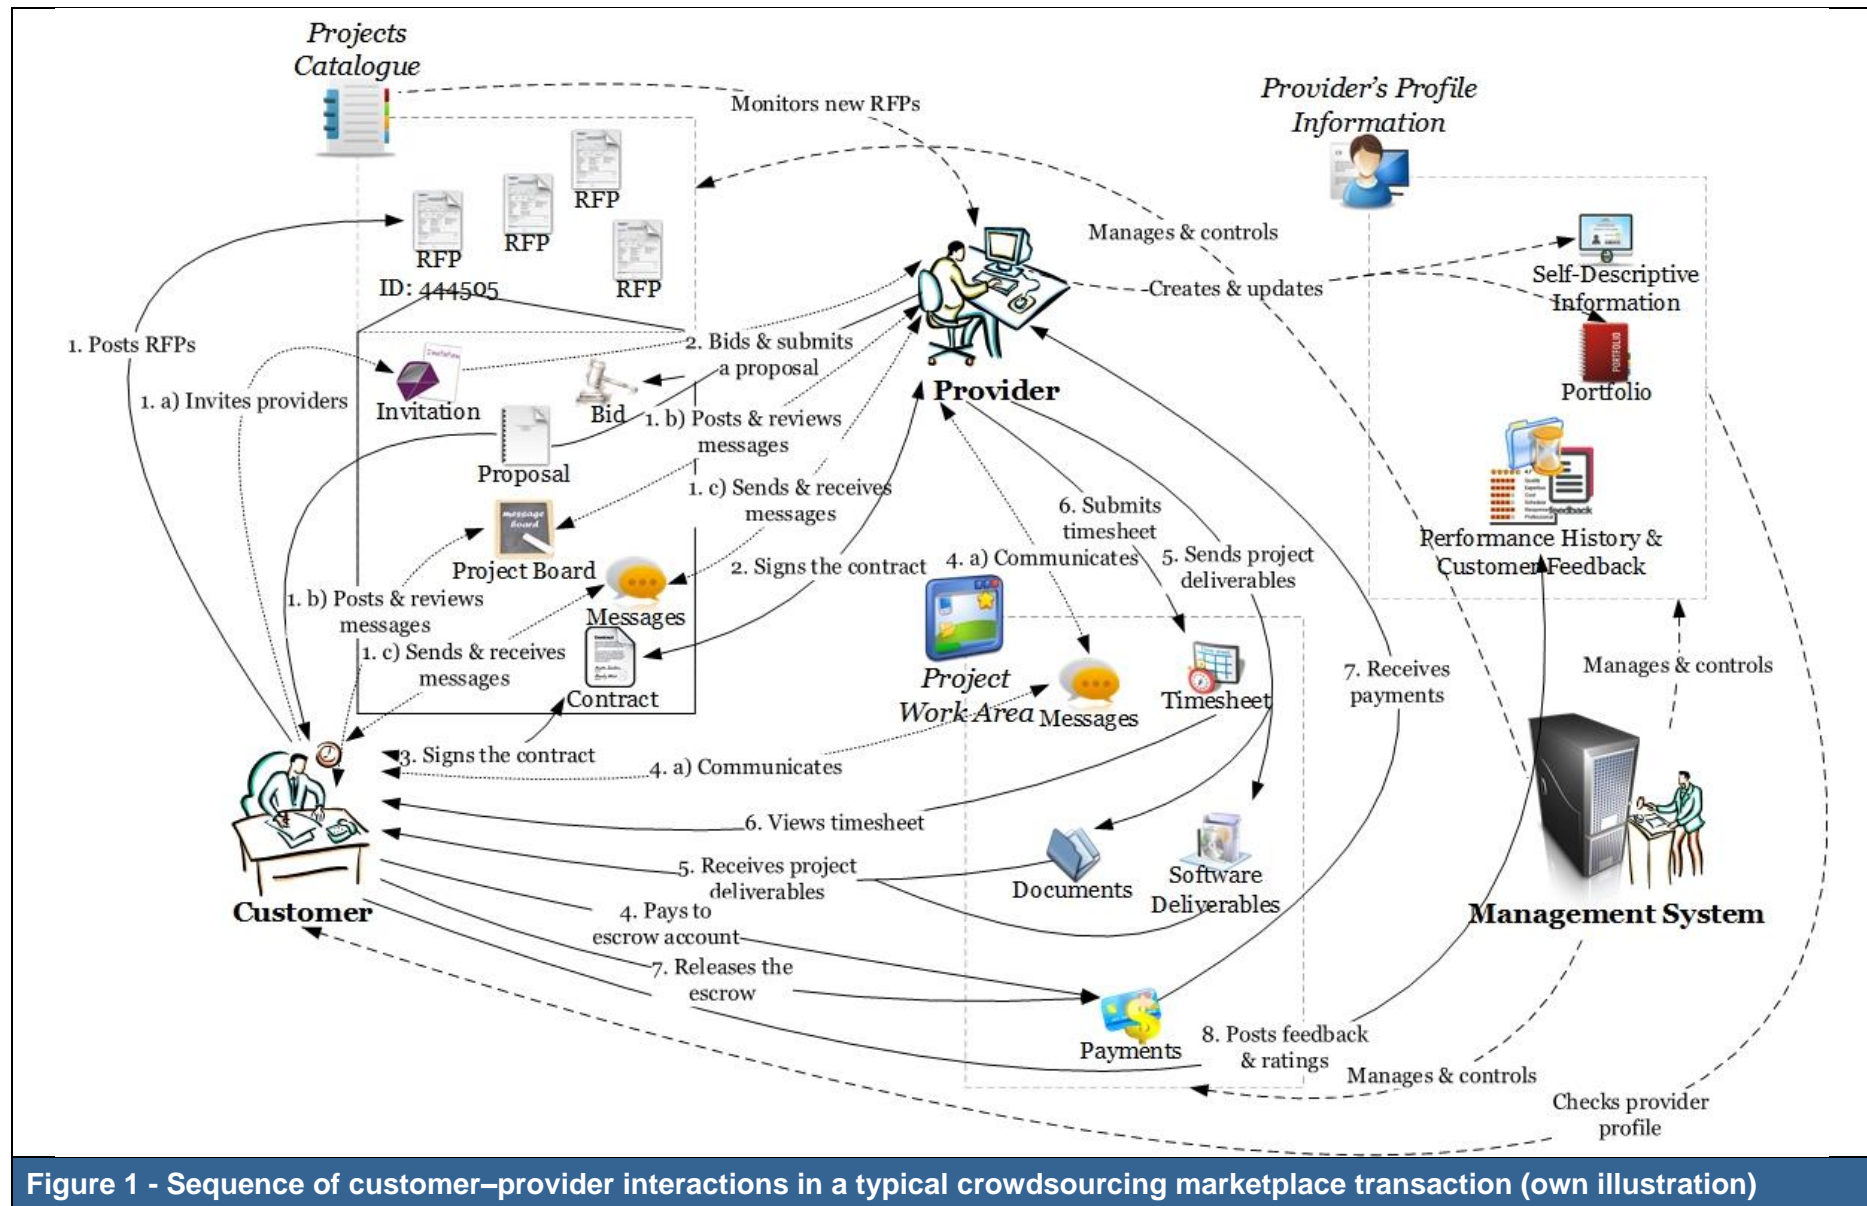 Projects
Catalogue
Monitors new RFPs
Provider's Profile
Information
RFP
RFP
RFP
RFP
ID: 444505
Manages & controls
Creates & updates
Self-Descriptive
Information
Portfolio
PORTFOLIO
1. Posts RFPs
1. a) Invites providers
Invitation
Invitation
2. Bids & submits
a proposal
Bid
Provider
1. b) Posts & reviews
messages
Proposal
1. c) Sends & receives
messages
message
Board
Project Board
6. Submits
timesheet
feedback
Performance History &
Customer Feedback
2. Signs the contract
4. a) Communicates
5. Sends project
deliverables
1. b) Posts & reviews
messages
Messages
1. c) Sends & receives
messages
Contract
Contract
Project
Work Area
Messages
Timesheet
7. Receives
payments
Manages & controls
3. Signs the contract
4. a) Communicates
6. Views timesheet
5. Receives project
deliverables
Documents
Software
Deliverables
Customer
4. Pays to
escrow account
Management System
7. Releases the
escrow
Payments
8. Posts feedback
& ratings
Manages & controls
Checks provider
profile
Figure 1 - Sequence of customer–provider interactions in a typical crowdsourcing marketplace transaction (own illustration)